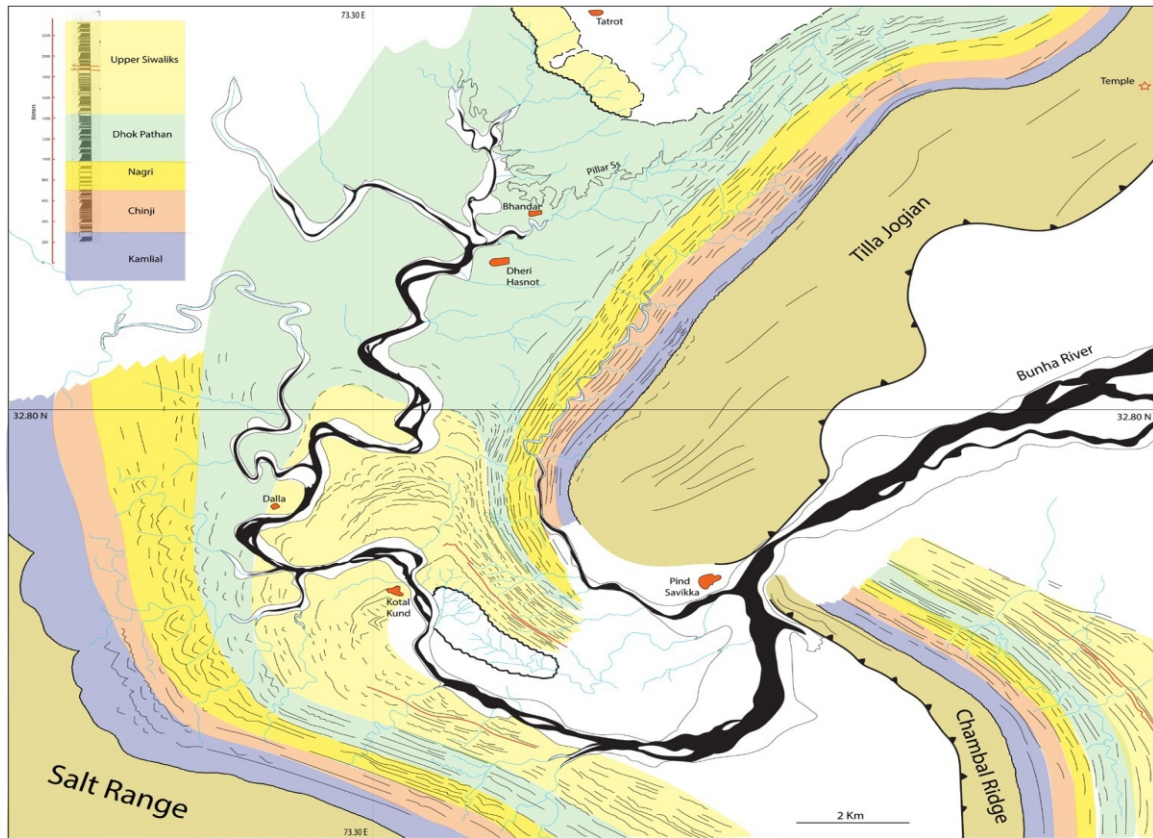 73.30 E
Tatrot
Upper Siwaliks
Dhok Pathan
Nagri
Chinji
Kamlial
Meters
Temple
Pillar Ss
Bhandar
Dheri
Hasnot
Tilla Jogian
Bunha River
32.80 N
32.80 N
Dalla
Kotal
Kund
Pind
Savikka
Chambal Ridge
Salt Range
73.30 E
2 Km